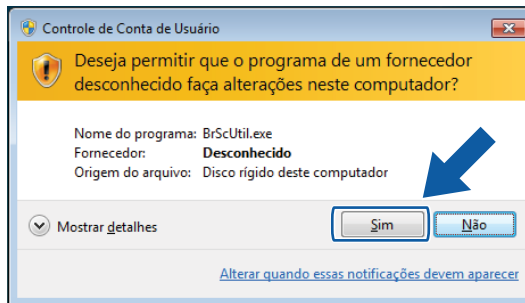 Controle de Conta de Usuário
Deseja permitir que o programa de um fornecedor
desconhecido faça alterações neste computador?
Nome do programa: BrScUtil.exe
Fornecedor: Desconhecido
Origem do arquivo: Disco rígido deste computador
Mostrar detalhes
Sim
Não
Alterar quando essas notificações devem aparecer